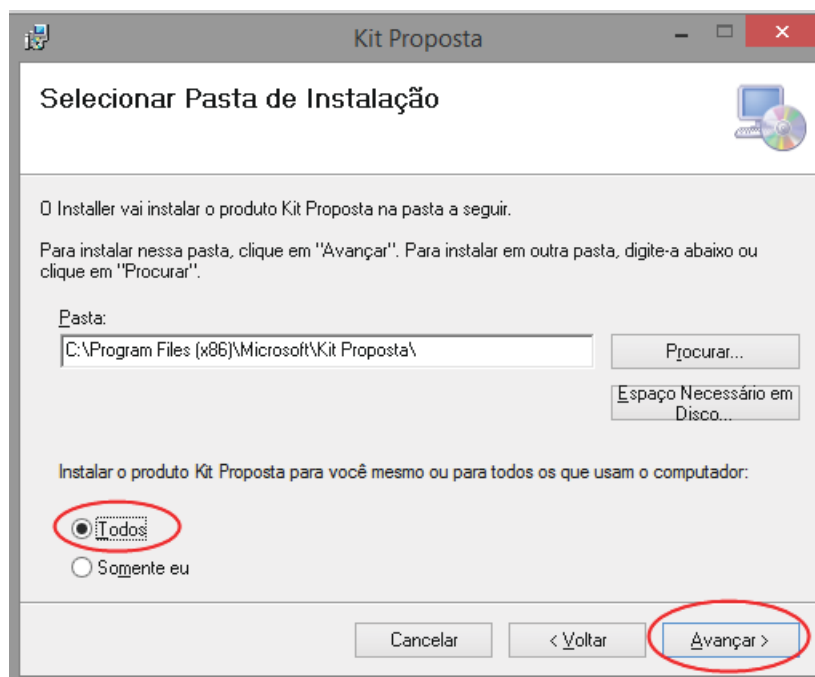 Kit Proposta
Selecionar Pasta de Instalação
O Installer vai instalar o produto Kit Proposta na pasta a seguir.
Para instalar nessa pasta, clique em "Avançar". Para instalar em outra pasta, digite-a abaixo ou
clique em "Procurar".
Pasta:
C:\Program Files (x86)\Microsoft\Kit Proposta\
Procurar...
Espaço Necessário em
Disco...
Instalar o produto Kit Proposta para você mesmo ou para todos os que usam o computador:
Todos
Somente eu
Cancelar
< Voltar
Avançar >